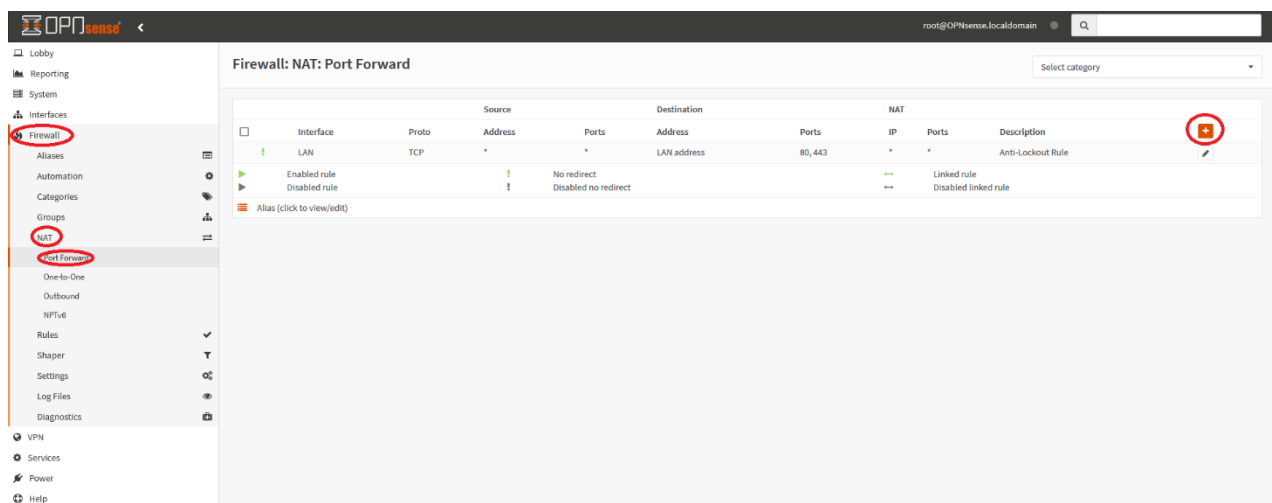 OPNsense
root@OPNsense.localdomain
Lobby
Reporting
System
Interfaces
Firewall
Aliases
Automation
Categories
Groups
NAT
Port Forward
One-to-One
Outbound
NPTv6
Rules
Shaper
Settings
Log Files
Diagnostics
VPN
Services
Power
Help
Firewall: NAT: Port Forward
Select category
Source Destination NAT
Interface Proto Address Ports Address Ports IP Ports Description
! LAN TCP * * LAN address 80, 443 * * Anti-Lockout Rule
Enabled rule ! No redirect Linked rule
Disabled rule ! Disabled no redirect Disabled linked rule
Alias (click to view/edit)